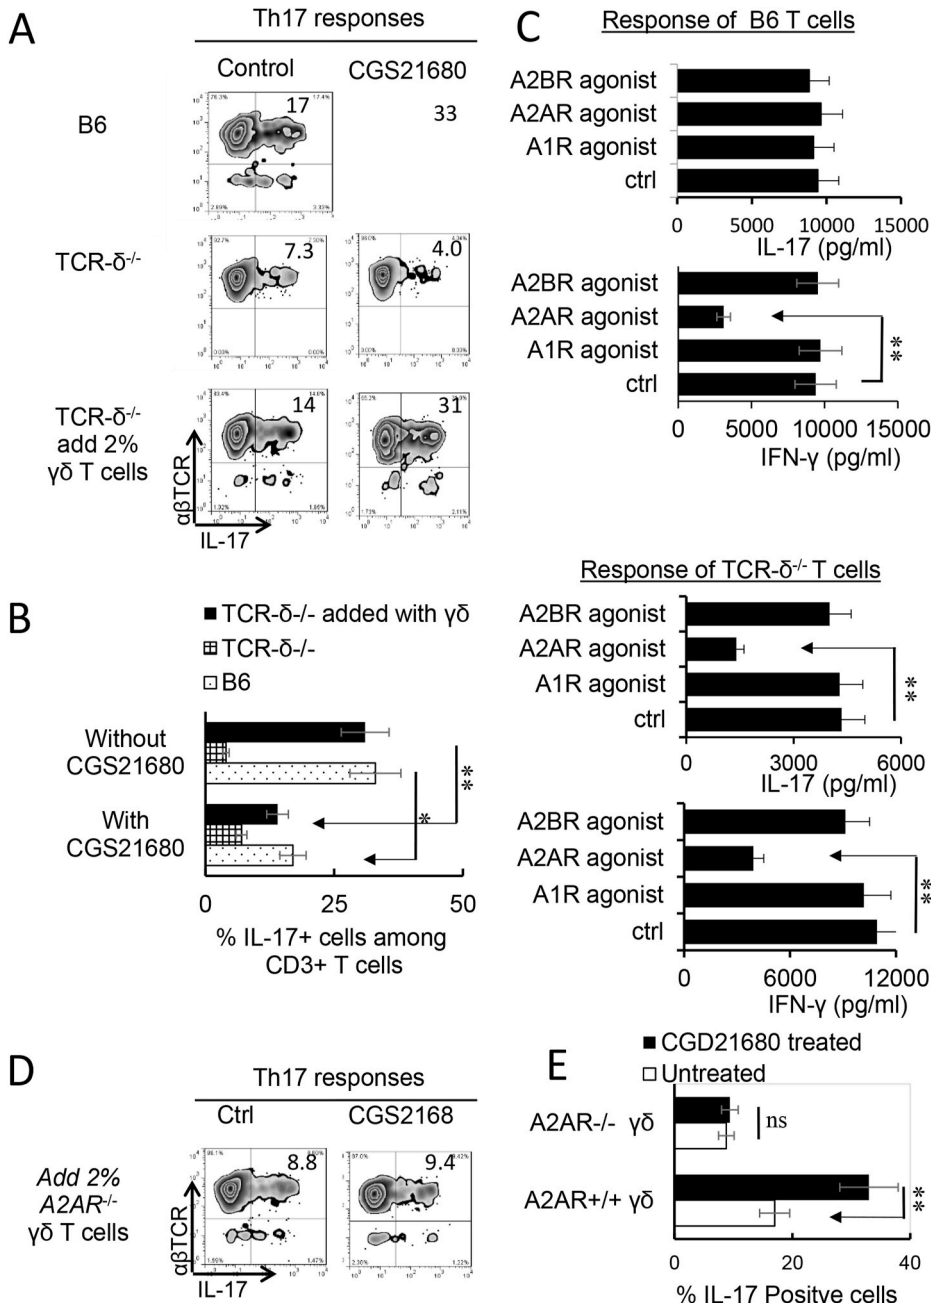 A
Th17 responses
Control
CGS21680
B6
17
33
TCR-δ-/-
7.3
4.0
TCR-δ-/-
add 2%
γδ T cells
14
31
αβTCR
IL-17
B
TCR-δ-/- added with γδ
TCR-δ-/-
B6
Without
CGS21680
With
CGS21680
**
*
0 25 50
% IL-17+ cells among
CD3+ T cells
C
Response of B6 T cells
A2BR agonist
A2AR agonist
A1R agonist
ctrl
0 5000 10000 15000
IL-17 (pg/ml)
A2BR agonist
A2AR agonist
A1R agonist
ctrl
**
0 5000 10000 15000
IFN-γ (pg/ml)
Response of TCR-δ-/- T cells
A2BR agonist
A2AR agonist
A1R agonist
ctrl
**
0 3000 6000
IL-17 (pg/ml)
A2BR agonist
A2AR agonist
A1R agonist
ctrl
**
0 6000 12000
IFN-γ (pg/ml)
D
Th17 responses
Ctrl
CGS2168
Add 2%
A2AR-/-
γδ T cells
8.8
9.4
αβTCR
IL-17
E
CGD21680 treated
Untreated
A2AR-/- γδ
ns
A2AR+/+ γδ
**
0 20 40
% IL-17 Positve cells